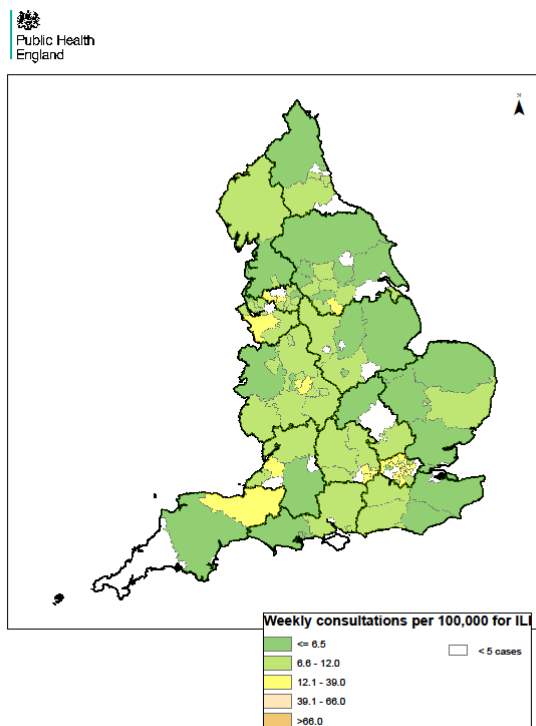 Public Health
England
N
Weekly consultations per 100,000 for ILI
<= 6.5
6.6 - 12.0
12.1 - 39.0
39.1 - 66.0
>66.0
< 5 cases